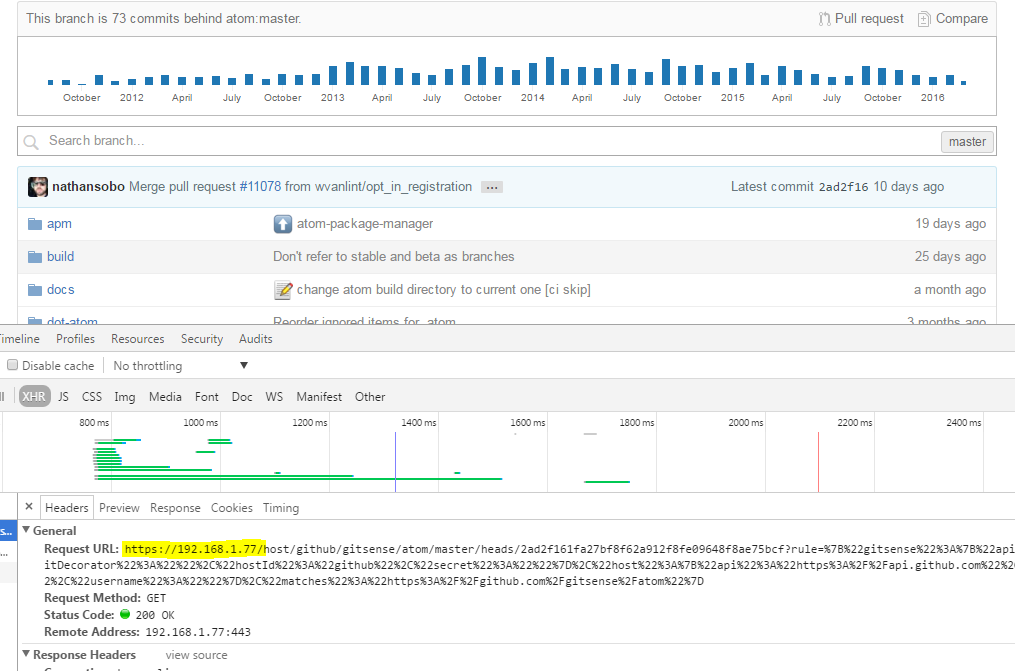 This branch is 73 commits behind atom:master. Pull request Compare
October 2012 April July October 2013 April July October 2014 April July October 2015 April July October 2016
Search branch... master
nathansobo Merge pull request #11078 from wvanlint/opt_in_registration ... Latest commit 2ad2f16 10 days ago
apm atom-package-manager 19 days ago
build Don't refer to stable and beta as branches 25 days ago
docs change atom build directory to current one [ci skip] a month ago
dot-atom Reorder ignored items for .atom 3 months ago
Timeline Profiles Resources Security Audits
Disable cache No throttling
XHR JS CSS Img Media Font Doc WS Manifest Other
800 ms 1000 ms 1200 ms 1400 ms 1600 ms 1800 ms 2000 ms 2200 ms 2400 ms
× Headers Preview Response Cookies Timing
s... General
... Request URL: https://192.168.1.77/host/github/gitsense/atom/master/heads/2ad2f161fa27bf8f62a912f8fe09648f8ae75bcf?rule=%7B%22gitsense%22%3A%7B%22api
itDecorator%22%3A%22%22%2C%22hostId%22%3A%22github%22%2C%22secret%22%3A%22%22%7D%2C%22host%22%3A%7B%22api%22%3A%22https%3A%2F%2Fapi.github.com%22%2
2%2C%22username%22%3A%22%22%7D%2C%22matches%22%3A%22https%3A%2F%2Fgithub.com%2Fgitsense%2Fatom%22%7D
Request Method: GET
Status Code: 200 OK
Remote Address: 192.168.1.77:443
Response Headers view source